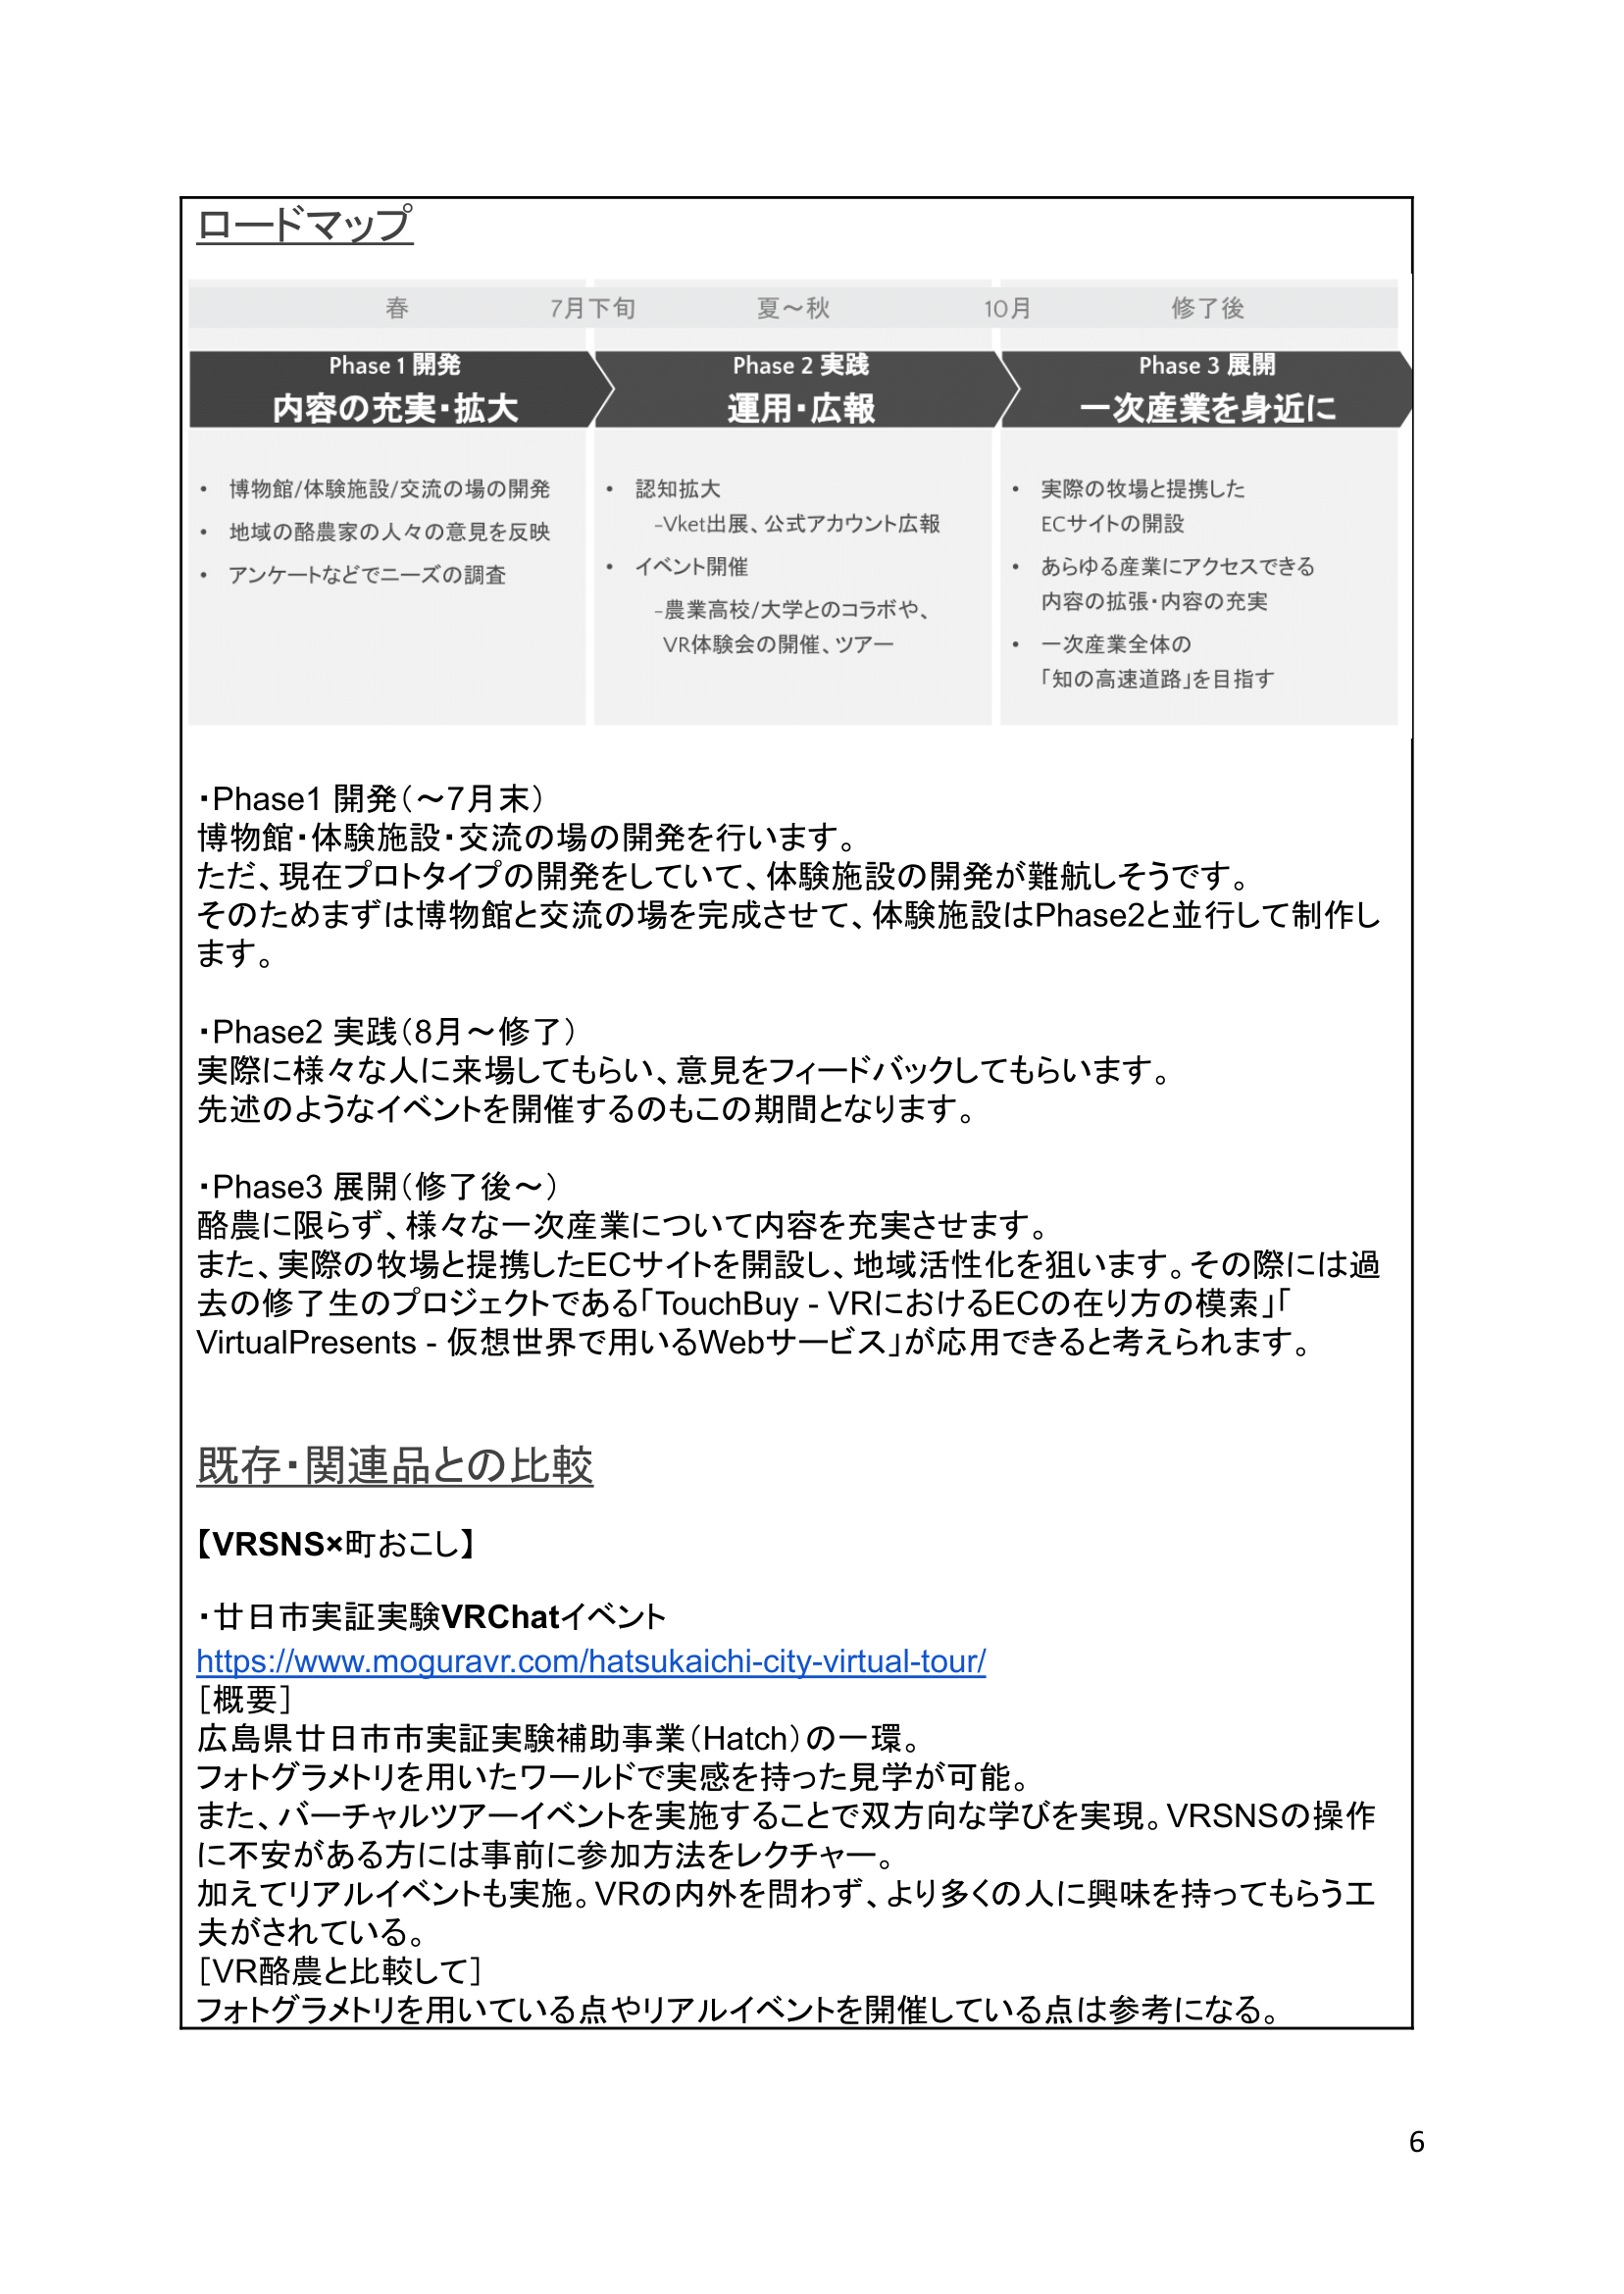 ロードマップ
春 7月下旬 夏～秋 10月 修了後
Phase 1 開発
内容の充実・拡大
Phase 2 実践
運用・広報
Phase 3 展開
一次産業を身近に
• 博物館/体験施設/交流の場の開発
• 地域の酪農家の人々の意見を反映
• アンケートなどでニーズの調査
• 認知拡大
-Vket出展、公式アカウント広報
• イベント開催
-農業高校/大学とのコラボや、
VR体験会の開催、ツアー
• 実際の牧場と提携した
ECサイトの開設
• あらゆる産業にアクセスできる
内容の拡張・内容の充実
• 一次産業全体の
「知の高速道路」を目指す
・Phase1 開発（～7月末）
博物館・体験施設・交流の場の開発を行います。
ただ、現在プロトタイプの開発をしていて、体験施設の開発が難航しそうです。
そのためまずは博物館と交流の場を完成させて、体験施設はPhase2と並行して制作し
ます。
・Phase2 実践（8月～修了）
実際に様々な人に来場してもらい、意見をフィードバックしてもらいます。
先述のようなイベントを開催するのもこの期間となります。
・Phase3 展開（修了後～）
酪農に限らず、様々な一次産業について内容を充実させます。
また、実際の牧場と提携したECサイトを開設し、地域活性化を狙います。その際には過
去の修了生のプロジェクトである「TouchBuy - VRにおけるECの在り方の模索」「
VirtualPresents - 仮想世界で用いるWebサービス」が応用できると考えられます。
既存・関連品との比較
【VRSNS×町おこし】
・廿日市実証実験VRChatイベント
https://www.moguravr.com/hatsukaichi-city-virtual-tour/
［概要］
広島県廿日市市実証実験補助事業（Hatch）の一環。
フォトグラメトリを用いたワールドで実感を持った見学が可能。
また、バーチャルツアーイベントを実施することで双方向な学びを実現。VRSNSの操作
に不安がある方には事前に参加方法をレクチャー。
加えてリアルイベントも実施。VRの内外を問わず、より多くの人に興味を持ってもらう工
夫がされている。
［VR酪農と比較して］
フォトグラメトリを用いている点やリアルイベントを開催している点は参考になる。
6